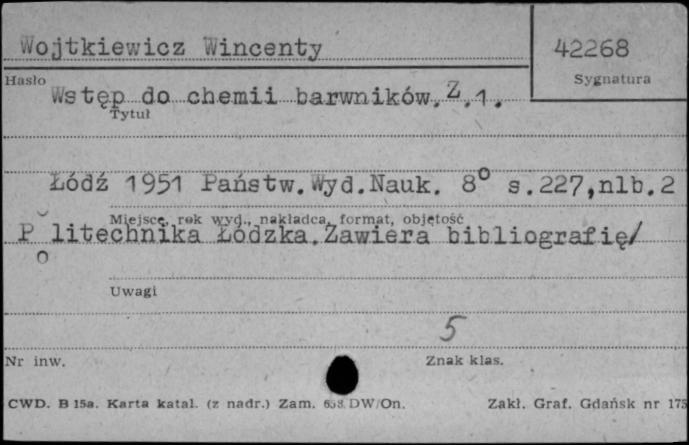 Wojtkiewicz Wincenty
42268
Hasło
Sygnatura
Wstęp do chemii barwników. Z.1.
Tytuł
Łódź 1951 Państw.Wyd.Nauk. 8° s.227,nlb.2
Miejsce, rok wyd., nakładca, format, objętość
P litechnika Łódzka.Zawiera bibliografię/
o
Uwagi
5
Nr inw.
Znak klas.
CWD. B 15a. Karta katal. (z nadr.) Zam. DW/On.
Zakł. Graf. Gdańsk nr 175